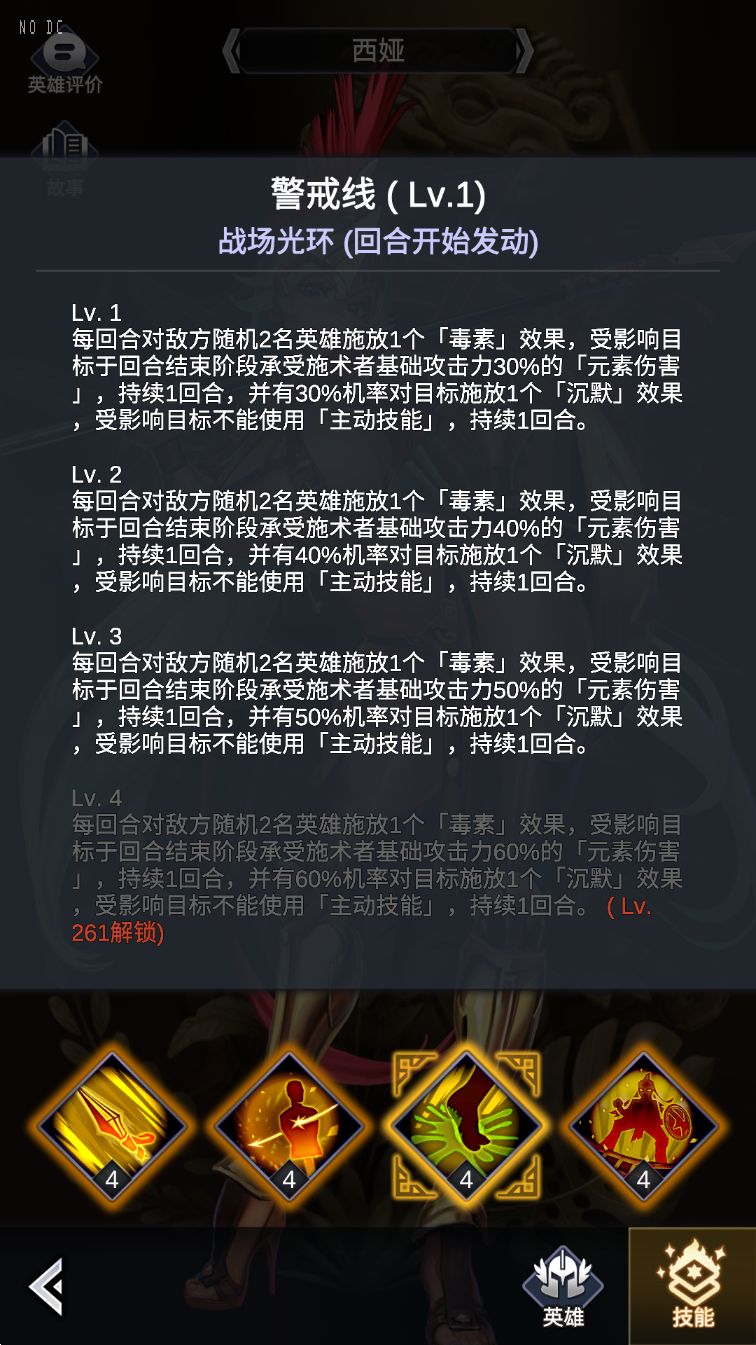 NO DC
西娅
英雄评价
故事
警戒线 ( Lv.1)
战场光环 (回合开始发动)
Lv. 1
每回合对敌方随机2名英雄施放1个「毒素」效果，受影响目
标于回合结束阶段承受施术者基础攻击力30%的「元素伤害
」，持续1回合，并有30%机率对目标施放1个「沉默」效果
，受影响目标不能使用「主动技能」，持续1回合。
Lv. 2
每回合对敌方随机2名英雄施放1个「毒素」效果，受影响目
标于回合结束阶段承受施术者基础攻击力40%的「元素伤害
」，持续1回合，并有40%机率对目标施放1个「沉默」效果
，受影响目标不能使用「主动技能」，持续1回合。
Lv. 3
每回合对敌方随机2名英雄施放1个「毒素」效果，受影响目
标于回合结束阶段承受施术者基础攻击力50%的「元素伤害
」，持续1回合，并有50%机率对目标施放1个「沉默」效果
，受影响目标不能使用「主动技能」，持续1回合。
Lv. 4
每回合对敌方随机2名英雄施放1个「毒素」效果，受影响目
标于回合结束阶段承受施术者基础攻击力60%的「元素伤害
」，持续1回合，并有60%机率对目标施放1个「沉默」效果
，受影响目标不能使用「主动技能」，持续1回合。 ( Lv.
261解锁)
4
4
4
4
英雄
技能